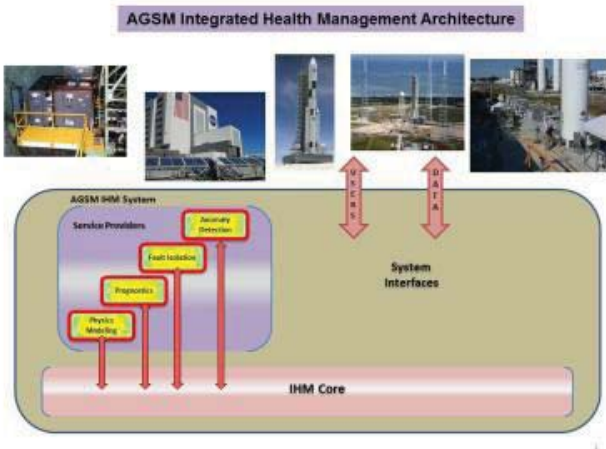 AGSM Integrated Health Management Architecture
USERS
DATA
AGSM IHM System
Service Providers
Anomaly
Detection
Fault Isolation
Prognostics
Physics
Modeling
System
Interfaces
IHM Core